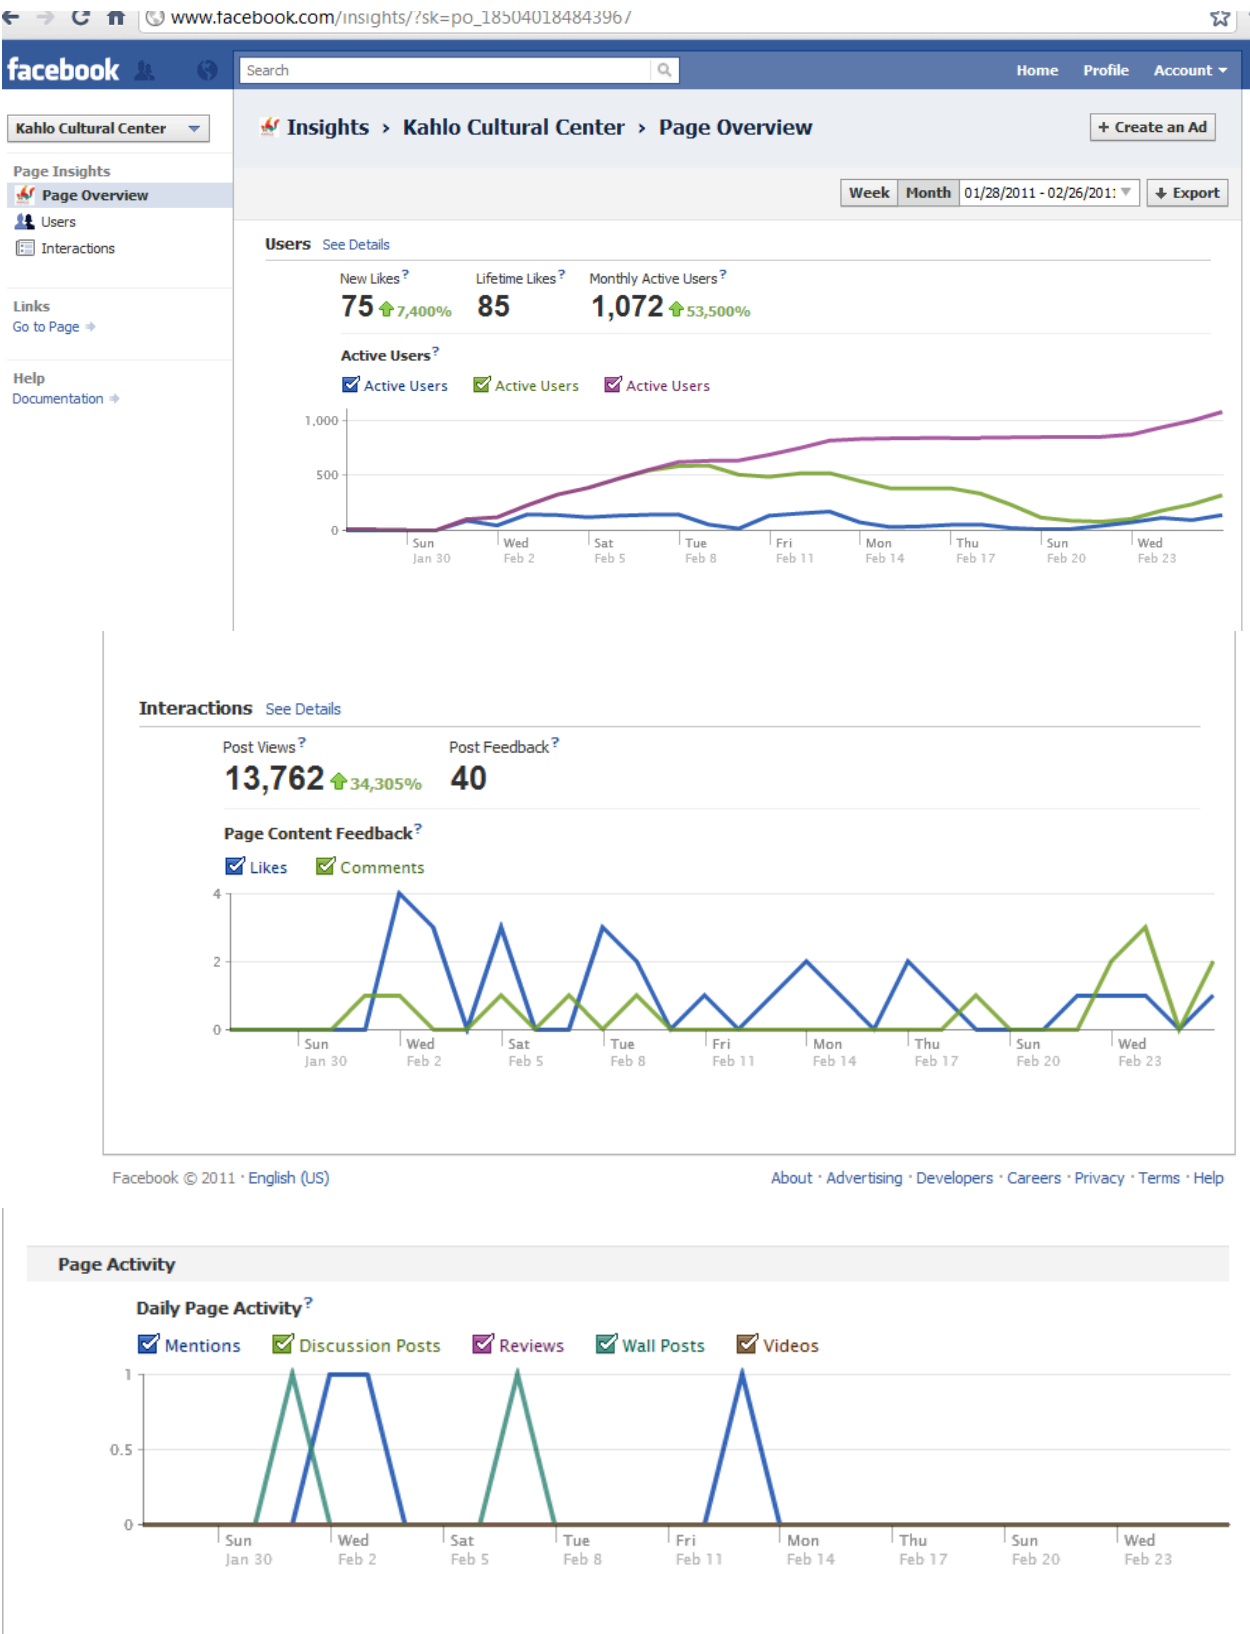 www.facebook.com/insights/?sk=po_185040184843967
facebook
Search
Home Profile Account
Kahlo Cultural Center
Insights › Kahlo Cultural Center › Page Overview
+ Create an Ad
Page Insights
Page Overview
Users
Interactions
Links
Go to Page
Help
Documentation
Week Month 01/28/2011 - 02/26/2011 Export
Users See Details
New Likes? Lifetime Likes? Monthly Active Users?
75 7,400% 85 1,072 53,500%
Active Users?
Active Users Active Users Active Users
1,000
500
0
Sun Wed Sat Tue Fri Mon Thu Sun Wed
Jan 30 Feb 2 Feb 5 Feb 8 Feb 11 Feb 14 Feb 17 Feb 20 Feb 23
Interactions See Details
Post Views? Post Feedback?
13,762 34,305% 40
Page Content Feedback?
Likes Comments
4
2
0
Sun Wed Sat Tue Fri Mon Thu Sun Wed
Jan 30 Feb 2 Feb 5 Feb 8 Feb 11 Feb 14 Feb 17 Feb 20 Feb 23
Facebook © 2011 · English (US)
About · Advertising · Developers · Careers · Privacy · Terms · Help
Page Activity
Daily Page Activity?
Mentions Discussion Posts Reviews Wall Posts Videos
1
0.5
0
Sun Wed Sat Tue Fri Mon Thu Sun Wed
Jan 30 Feb 2 Feb 5 Feb 8 Feb 11 Feb 14 Feb 17 Feb 20 Feb 23